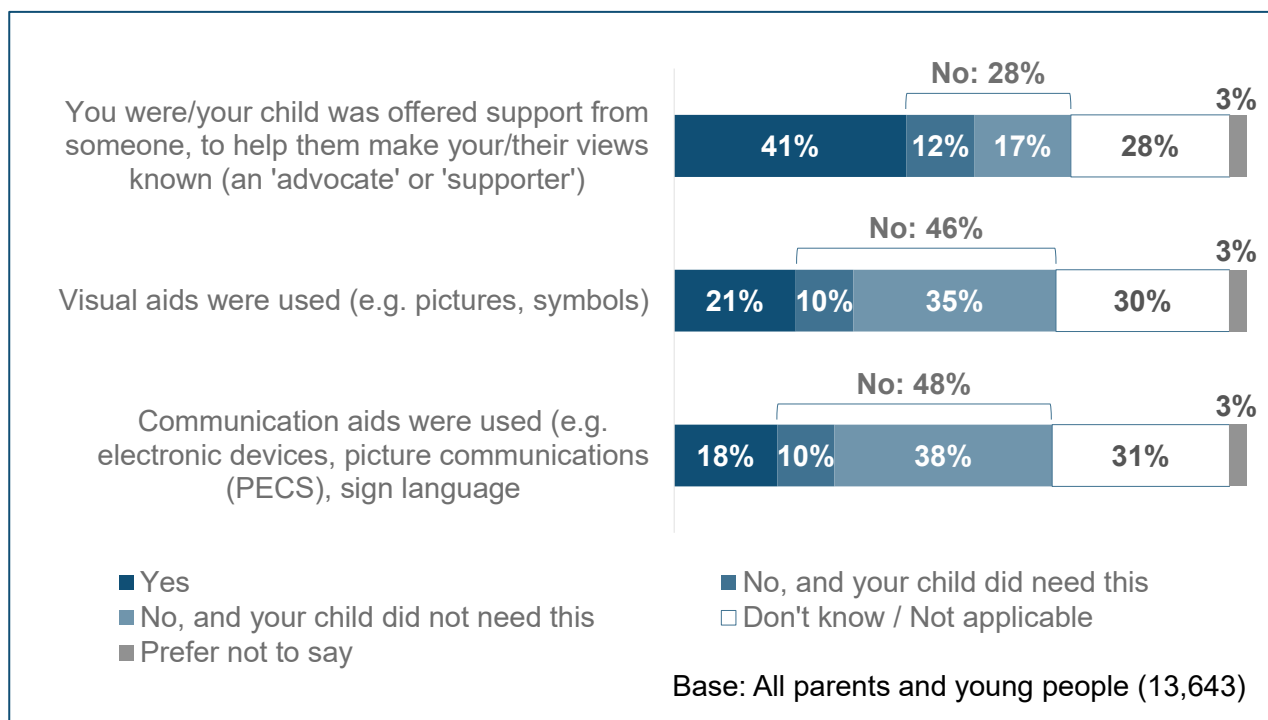 No: 28%
3%
You were/your child was offered support from
someone, to help them make your/their views
known (an 'advocate' or 'supporter')
41%
12%
17%
28%
No: 46%
3%
Visual aids were used (e.g. pictures, symbols)
21%
10%
35%
30%
No: 48%
3%
Communication aids were used (e.g.
electronic devices, picture communications
(PECS), sign language
18%
10%
38%
31%
Yes
No, and your child did need this
No, and your child did not need this
Don't know / Not applicable
Prefer not to say
Base: All parents and young people (13,643)